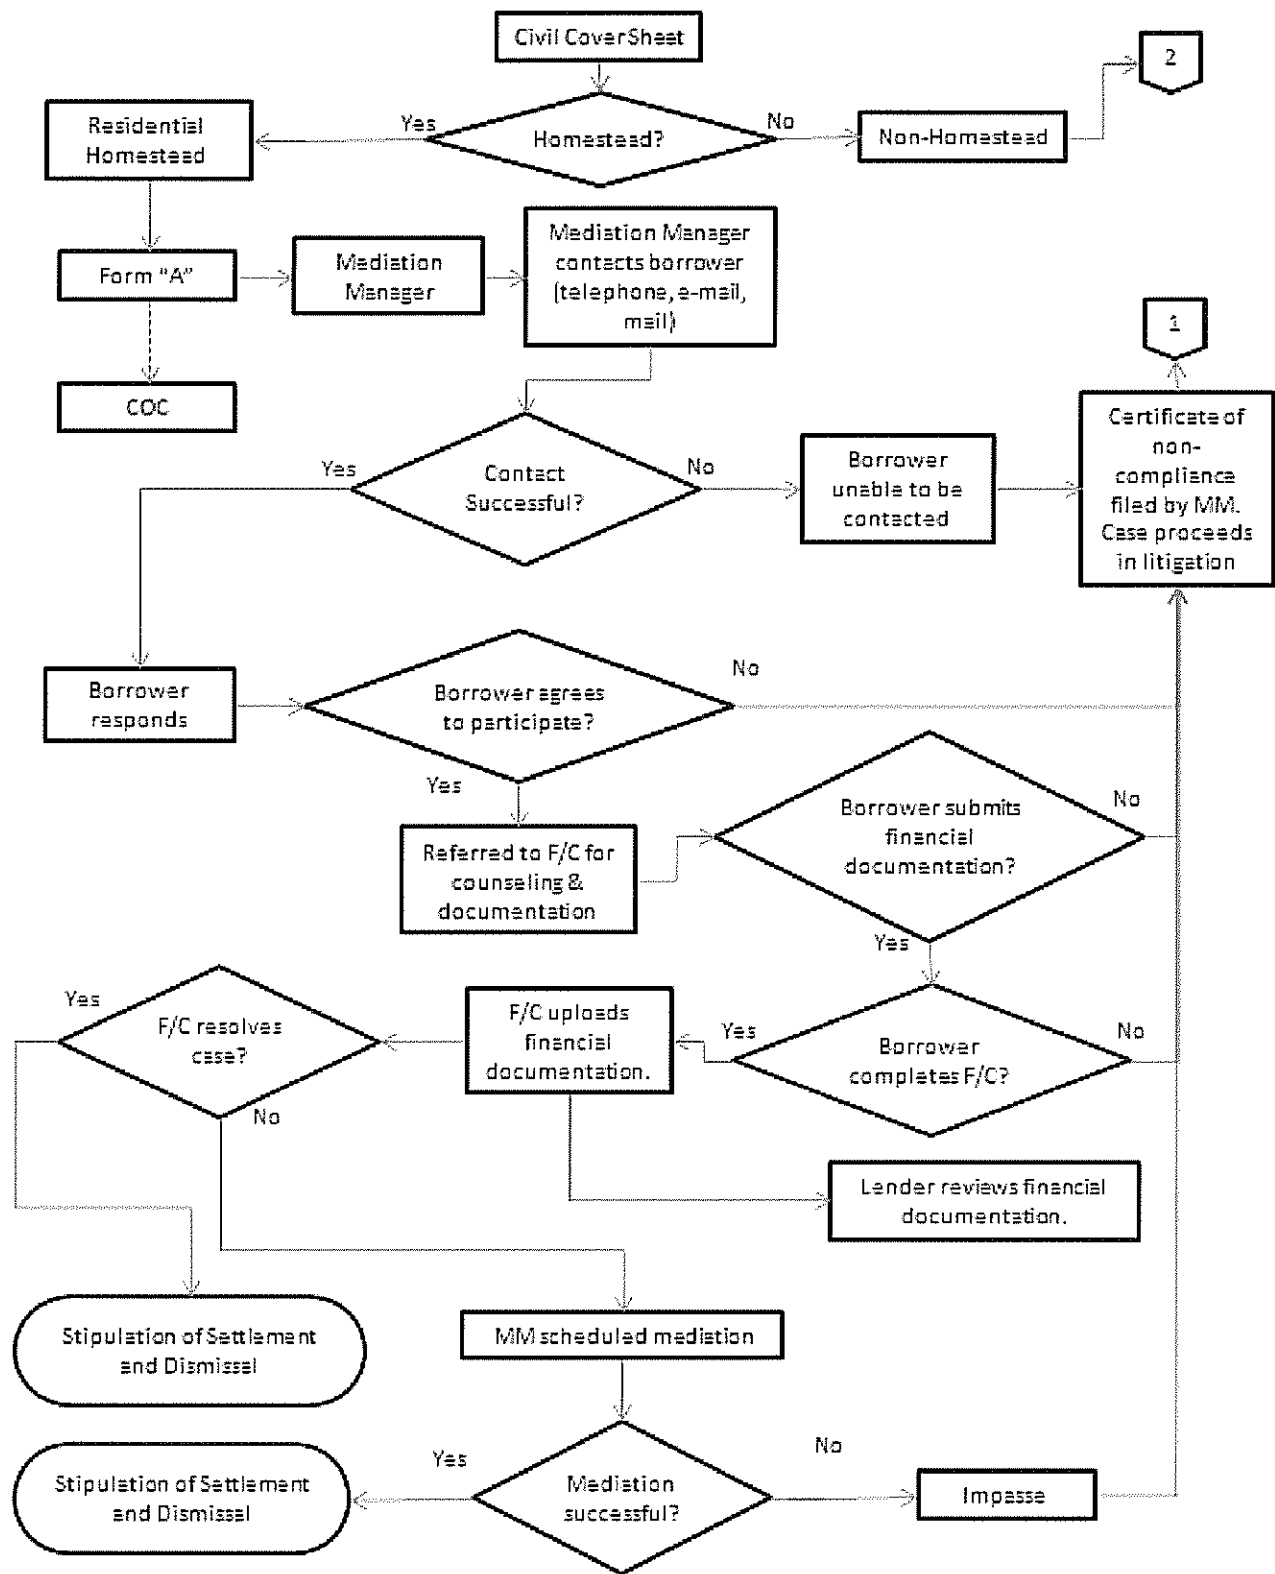 Civil Cover Sheet
2
Yes
Homestead?
No
Residential
Homestead
Non-Homestead
Form "A"
Mediation
Manager
Mediation Manager
contacts borrower
(telephone, e-mail,
mail)
1
COC
Yes
Contact
Successful?
No
Borrower
unable to be
contacted
Certificate of
non-
compliance
filed by MM.
Case proceeds
in litigation
Borrower
responds
Borrower agrees
to participate?
No
Yes
Referred to F/C for
counseling &
documentation
Borrower submits
financial
documentation?
No
Yes
Yes
F/C resolves
case?
No
F/C uploads
financial
documentation.
Yes
Borrower
completes F/C?
No
Lender reviews financial
documentation.
Stipulation of Settlement
and Dismissal
MM scheduled mediation
Stipulation of Settlement
and Dismissal
Yes
Mediation
successful?
No
Impasse